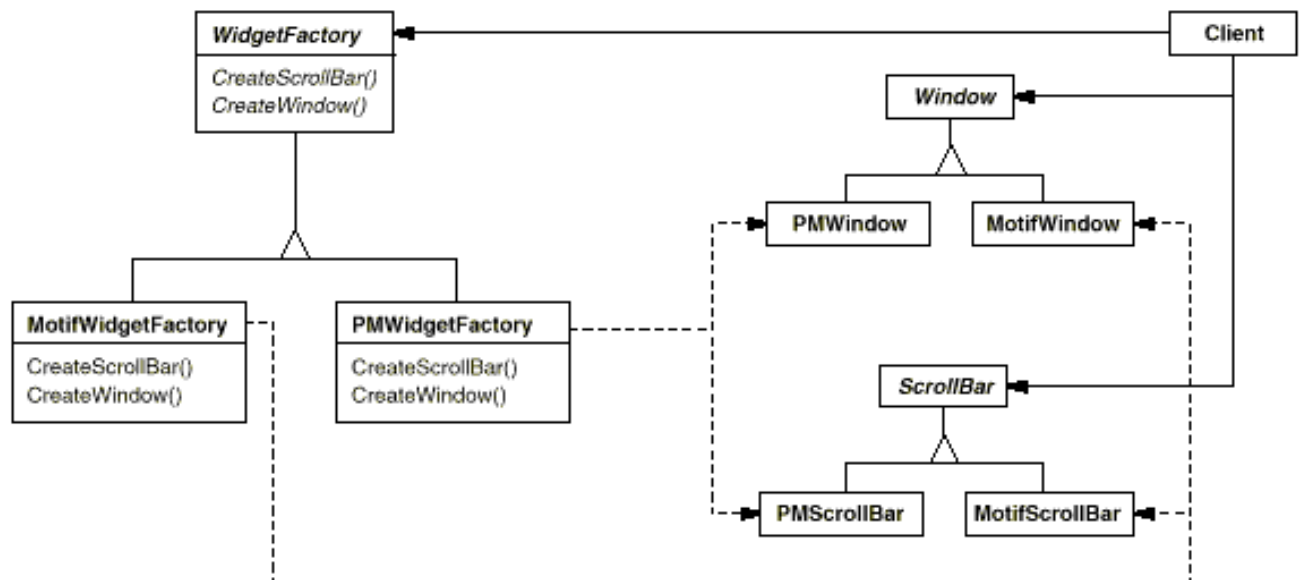 WidgetFactory
CreateScrollBar()
CreateWindow()
Client
Window
PMWindow
MotifWindow
MotifWidgetFactory
CreateScrollBar()
CreateWindow()
PMWidgetFactory
CreateScrollBar()
CreateWindow()
ScrollBar
PMScrollBar
MotifScrollBar